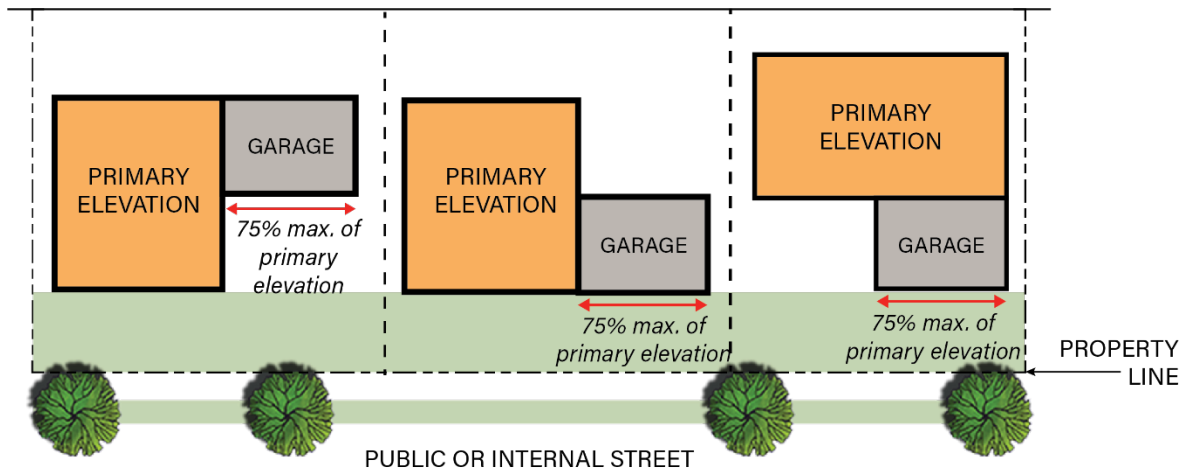 PRIMARY
ELEVATION
GARAGE
75% max. of
primary
elevation
PRIMARY
ELEVATION
GARAGE
75% max. of
primary elevation
PRIMARY
ELEVATION
GARAGE
75% max. of
primary elevation
PROPERTY
LINE
PUBLIC OR INTERNAL STREET